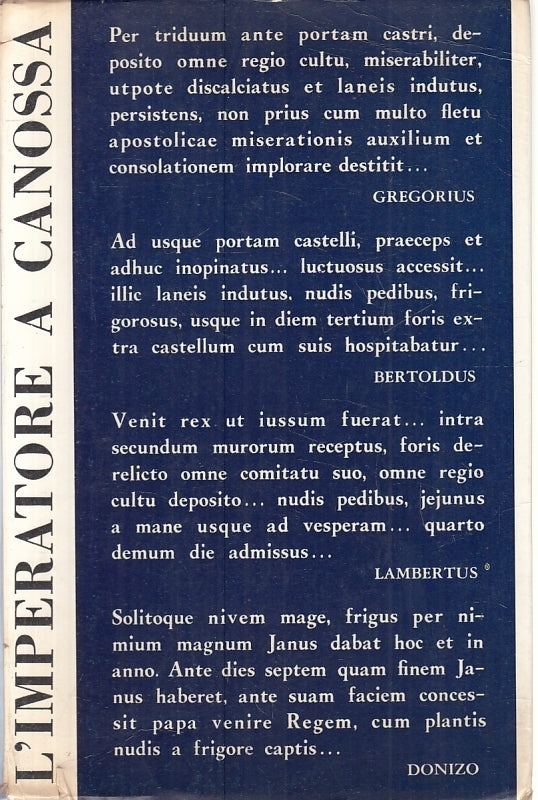 L'IMPERATORE A CANOSSA
Per triduum ante portam castri, de-
posito omne regio cultu, miserabiliter,
utpote discalciatus et laneis indutus,
persistens, non prius cum multo fletu
apostolicae miserationis auxilium et
consolationem implorare destitit...
GREGORIUS
Ad usque portam castelli, praeceps et
adhuc inopinatus... luctuosus accessit...
illic laneis indutus. nudis pedibus, fri-
gorosus, usque in diem tertium foris ex-
tra castellum cum suis hospitabatur...
BERTOLDUS
Venit rex ut iussum fuerat... intra
secundum murorum receptus, foris de-
relicto omne comitatu suo, omne regio
cultu deposito... nudis pedibus, jejunus
a mane usque ad vesperam... quarto
demum die admissus...
LAMBERTUS
Solitoque nivem mage, frigus per ni-
mium magnum Janus dabat hoc et in
anno. Ante dies septem quam finem Ja-
nus haberet, ante suam faciem conces-
sit papa venire Regem, cum plantis
nudis a frigore captis...
DONIZO